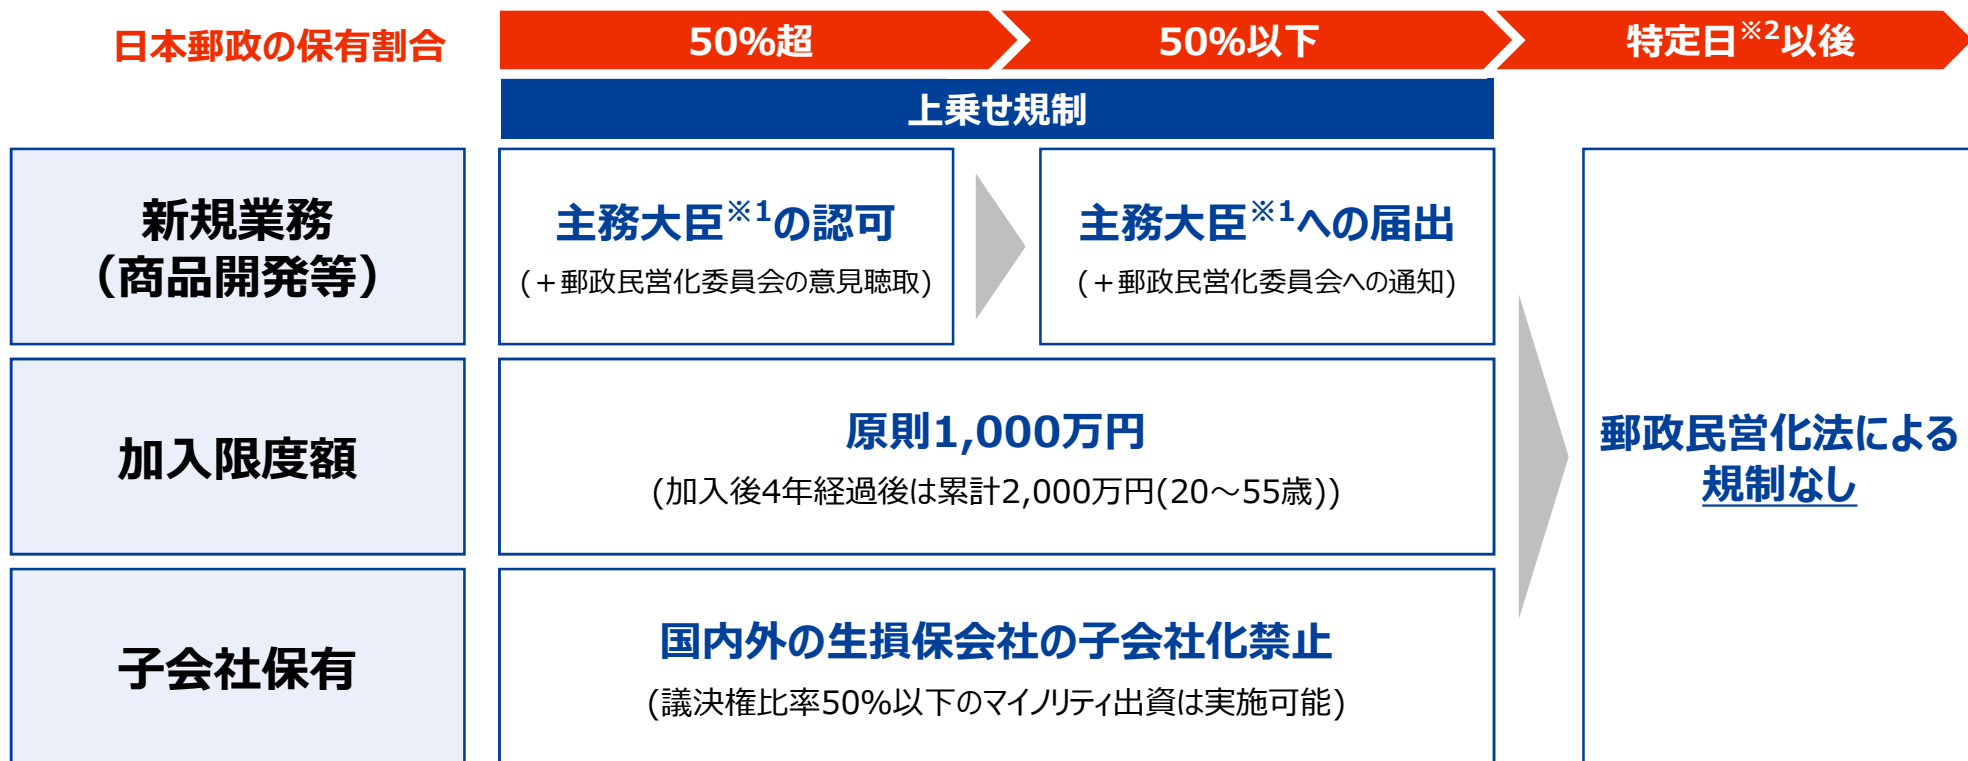 日本郵政の保有割合
50%超
50%以下
特定日※2以後
上乗せ規制
新規業務
（商品開発等）
主務大臣※1の認可
(＋郵政民営化委員会の意見聴取)
主務大臣※1への届出
(＋郵政民営化委員会への通知)
加入限度額
原則1,000万円
(加入後4年経過後は累計2,000万円(20～55歳))
子会社保有
国内外の生損保会社の子会社化禁止
(議決権比率50%以下のマイノリティ出資は実施可能)
郵政民営化法による
規制なし